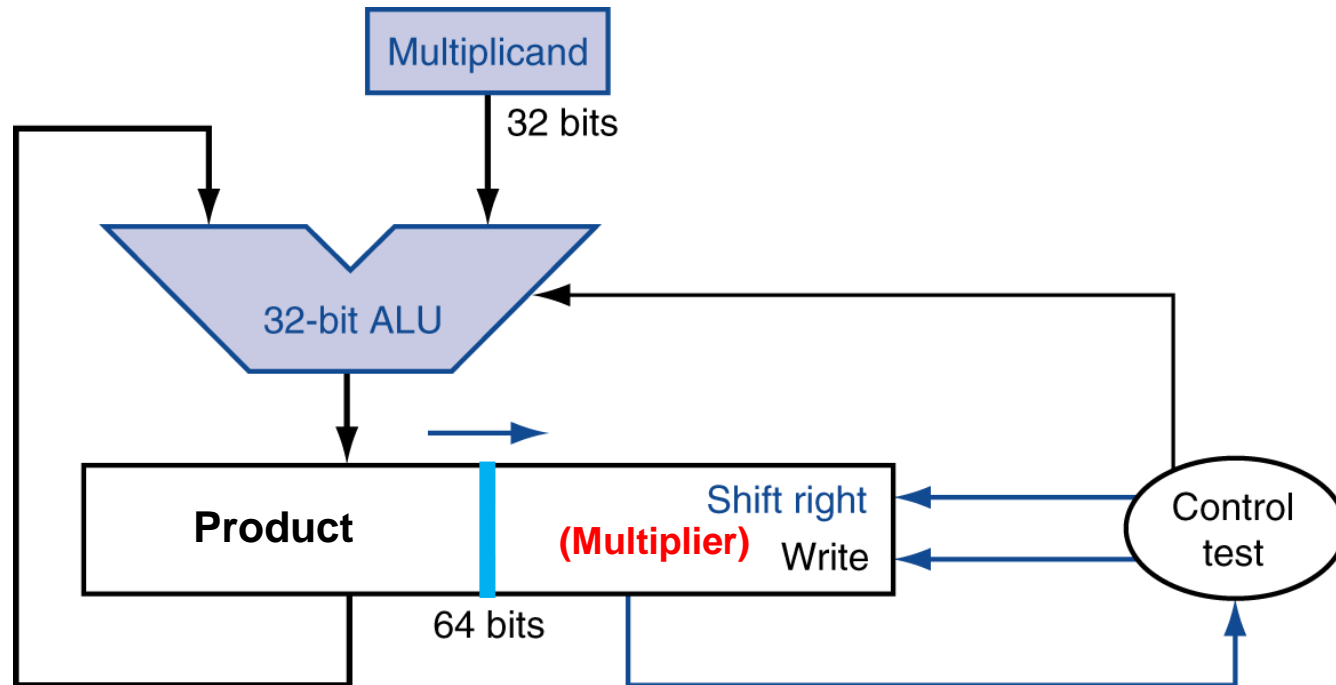 Multiplicand
32 bits
32-bit ALU
Product
(Multiplier)
Shift right
Write
Control
test
64 bits